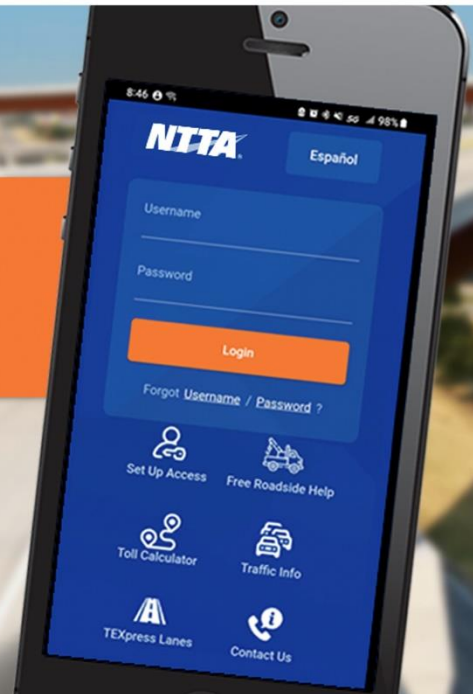 8:46
5G 98%
NTTA
Español
Username
Password
Login
Forgot Username / Password ?
Set Up Access
Free Roadside Help
Toll Calculator
Traffic Info
TEXpress Lanes
Contact Us